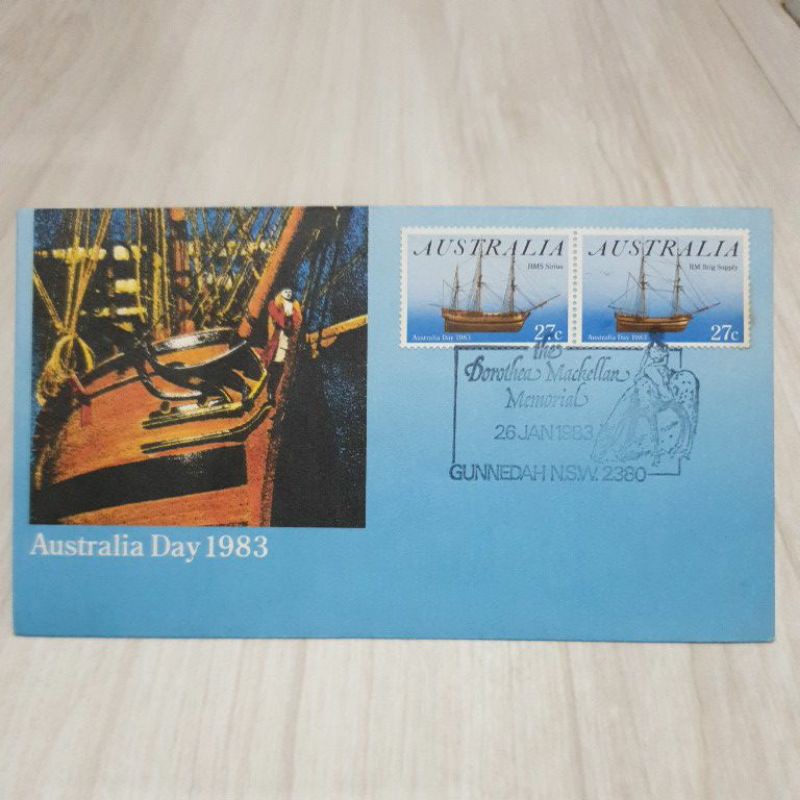 AUSTRALIA
HMS Sirius
Australia Day 1983
27c
AUSTRALIA
HM Brig Supply
Australia Day 1983
27c
the
Dorothea Mackellar
Memorial
26 JAN 1983
GUNNEDAH N.S.W. 2380
Australia Day 1983